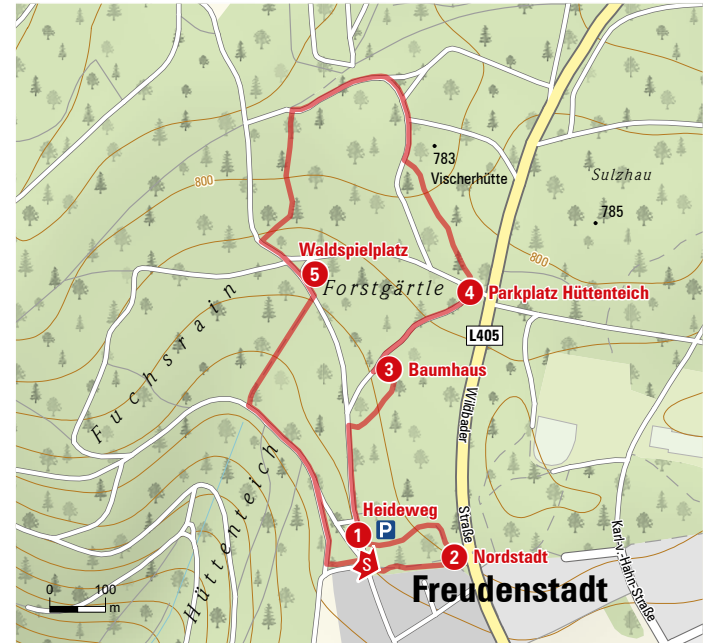 783
Vischerhütte
Sulzhau
800
785
Waldspielplatz
800
5
Forstgärtle
4
Parkplatz Hüttenteich
Fuchsrain
L405
3
Baumhaus
Wildbader
Straße
Hüttenteich
Heideweg
1
P
2
Nordstadt
S
Karl-v.-Hahn-Straße
Freudenstadt
0 100
m